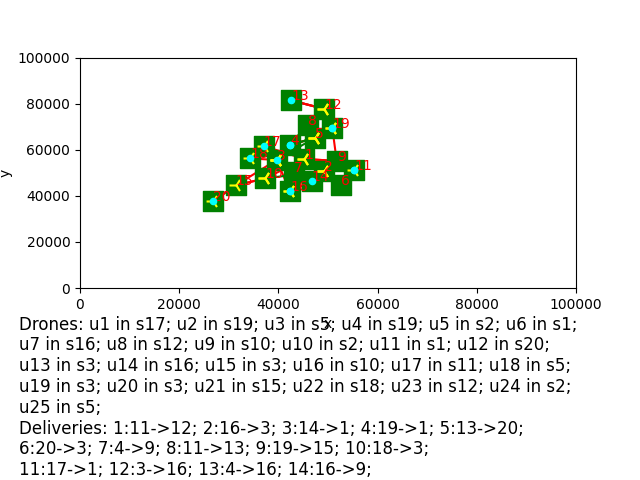 100000
80000
60000
40000
20000
0
y
0 20000 40000 60000 80000 100000
x
Drones: u1 in s17; u2 in s19; u3 in s5; u4 in s19; u5 in s2; u6 in s1;
u7 in s16; u8 in s12; u9 in s10; u10 in s2; u11 in s1; u12 in s20;
u13 in s3; u14 in s16; u15 in s3; u16 in s10; u17 in s11; u18 in s5;
u19 in s3; u20 in s3; u21 in s15; u22 in s18; u23 in s12; u24 in s2;
u25 in s5;
Deliveries: 1:11->12; 2:16->3; 3:14->1; 4:19->1; 5:13->20;
6:20->3; 7:4->9; 8:11->13; 9:19->15; 10:18->3;
11:17->1; 12:3->16; 13:4->16; 14:16->9;